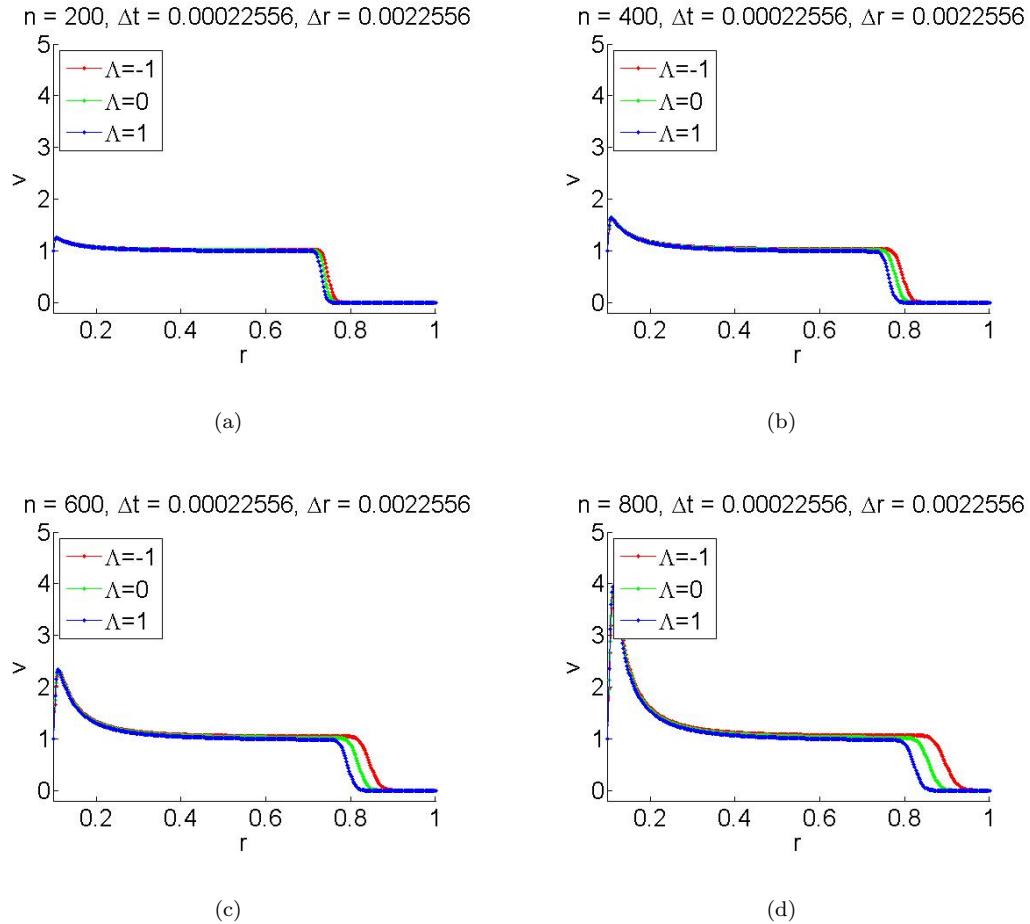 n = 200, Δt = 0.00022556, Δr = 0.0022556
5
4
3
2
1
0
v
Λ=-1
Λ=0
Λ=1
0.2 0.4 0.6 0.8 1
r
(a)
n = 400, Δt = 0.00022556, Δr = 0.0022556
5
4
3
2
1
0
v
Λ=-1
Λ=0
Λ=1
0.2 0.4 0.6 0.8 1
r
(b)
n = 600, Δt = 0.00022556, Δr = 0.0022556
5
4
3
2
1
0
v
Λ=-1
Λ=0
Λ=1
0.2 0.4 0.6 0.8 1
r
(c)
n = 800, Δt = 0.00022556, Δr = 0.0022556
5
4
3
2
1
0
v
Λ=-1
Λ=0
Λ=1
0.2 0.4 0.6 0.8 1
r
(d)